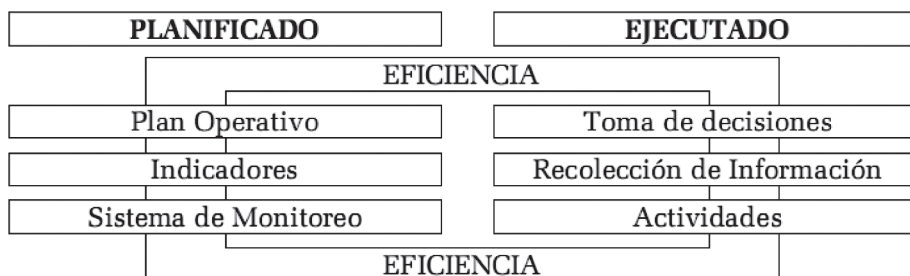 PLANIFICADO EJECUTADO
EFICIENCIA
Plan Operativo Toma de decisiones
Indicadores Recolección de Información
Sistema de Monitoreo Actividades
EFICIENCIA